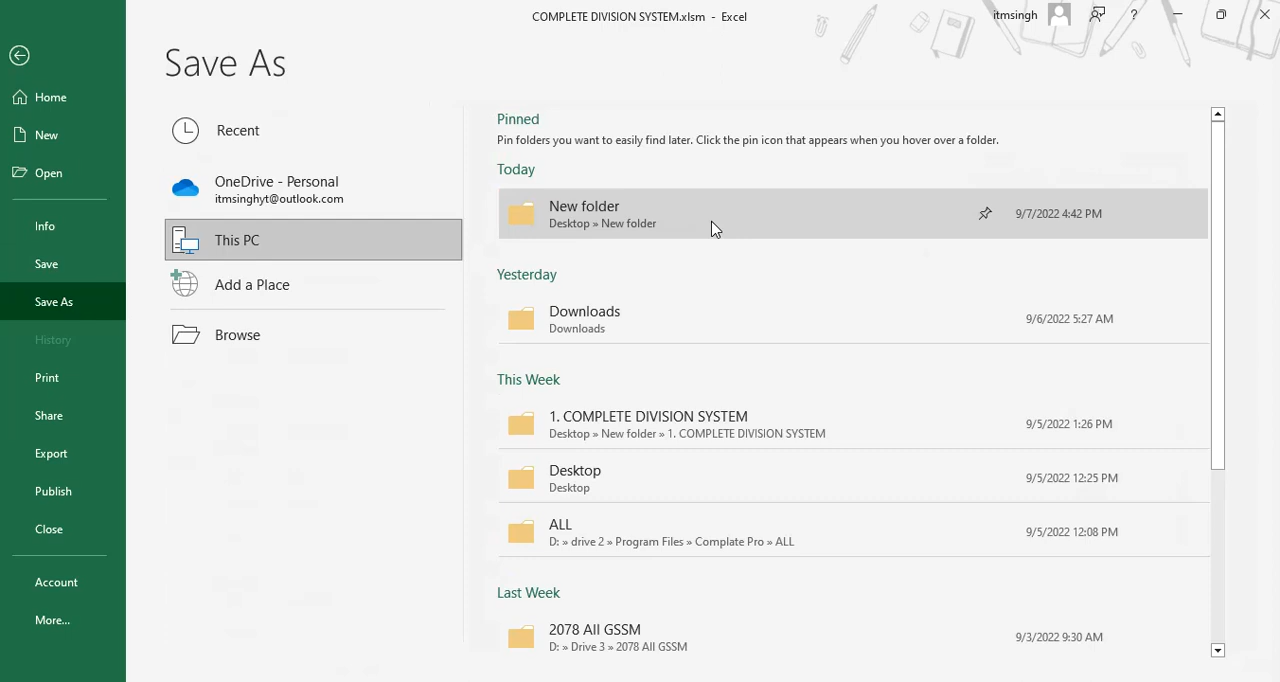 COMPLETE DIVISION SYSTEM.xlsm - Excel
itmsingh
?
Home
New
Open
Info
Save
Save As
History
Print
Share
Export
Publish
Close
Account
More...
Save As
Recent
OneDrive - Personal
itmsinghyt@outlook.com
This PC
Add a Place
Browse
Pinned
Pin folders you want to easily find later. Click the pin icon that appears when you hover over a folder.
Today
New folder 9/7/2022 4:42 PM
Desktop » New folder
Yesterday
Downloads 9/6/2022 5:27 AM
Downloads
This Week
1. COMPLETE DIVISION SYSTEM 9/5/2022 1:26 PM
Desktop » New folder » 1. COMPLETE DIVISION SYSTEM
Desktop 9/5/2022 12:25 PM
Desktop
ALL 9/5/2022 12:08 PM
D: » drive 2 » Program Files » Complate Pro » ALL
Last Week
2078 All GSSM 9/3/2022 9:30 AM
D: » Drive 3 » 2078 All GSSM